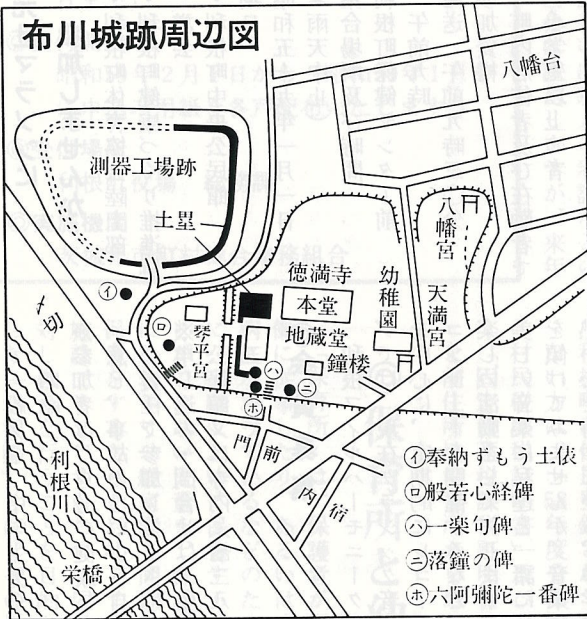 布川城跡周辺図
八幡台
測器工場跡
土塁
八幡宮
天満宮
幼稚園
徳満寺
本堂
地蔵堂
鐘楼
琴平宮
㋑
㋺
㋩
㋥
㋭
切
門前
内宿
利根川
栄橋
㋑奉納ずもう土俵
㋺般若心経碑
㋩一楽句碑
㋥落鐘の碑
㋭六阿彌陀一番碑